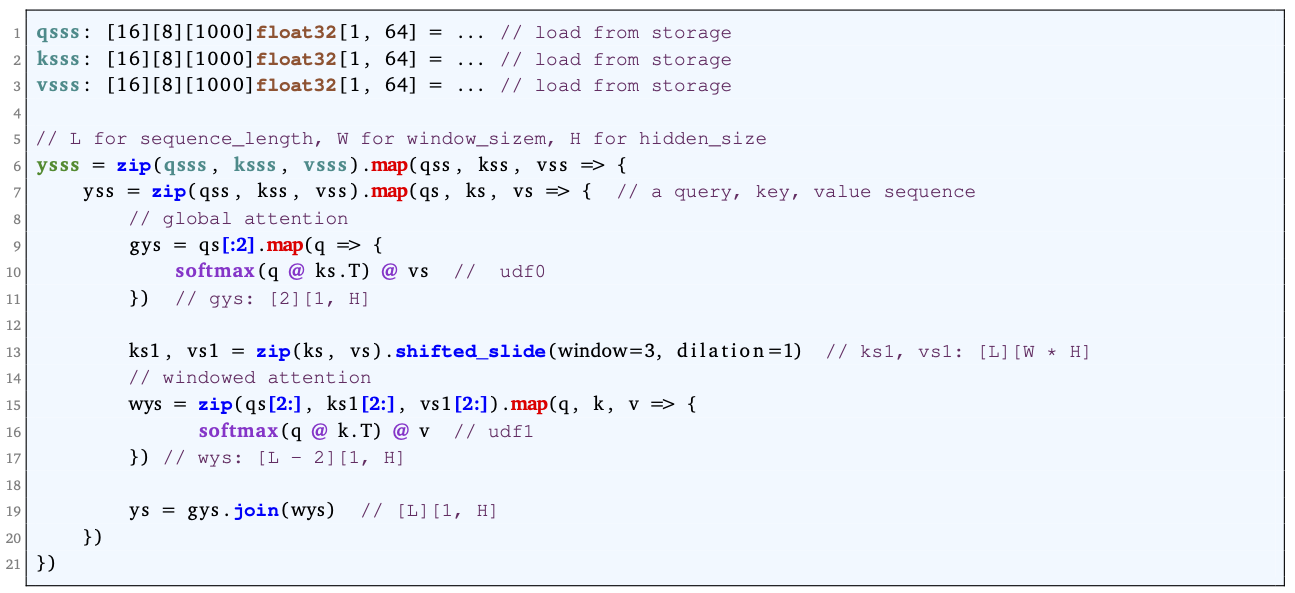 1 qsss: [16][8][1000]float32[1, 64] = ... // load from storage
2 ksss: [16][8][1000]float32[1, 64] = ... // load from storage
3 vsss: [16][8][1000]float32[1, 64] = ... // load from storage
4
5 // L for sequence_length, W for window_sizem, H for hidden_size
6 ysss = zip(qsss, ksss, vsss).map(qss, kss, vss => {
7     yss = zip(qss, kss, vss).map(qs, ks, vs => {  // a query, key, value sequence
8         // global attention
9         gys = qs[:2].map(q => {
10             softmax(q @ ks.T) @ vs  //  udf0
11         })  // gys: [2][1, H]
12
13         ks1, vs1 = zip(ks, vs).shifted_slide(window=3, dilation=1)  // ks1, vs1: [L][W * H]
14         // windowed attention
15         wys = zip(qs[2:], ks1[2:], vs1[2:]).map(q, k, v => {
16               softmax(q @ k.T) @ v  // udf1
17         }) // wys: [L - 2][1, H]
18
19         ys = gys.join(wys)  // [L][1, H]
20     })
21 })